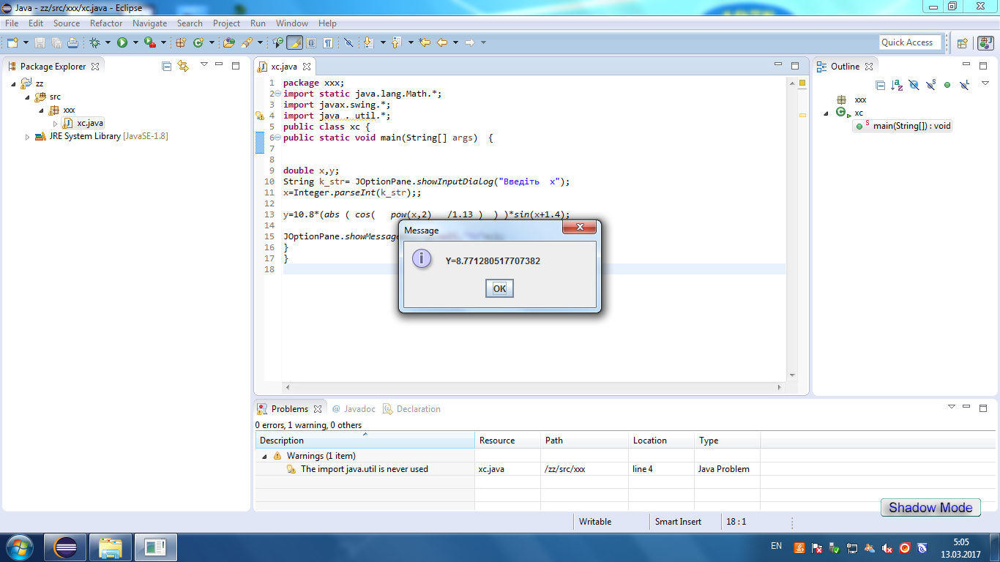 Java - zz/src/xxx/xc.java - Eclipse
File Edit Source Refactor Navigate Search Project Run Window Help
Quick Access
Package Explorer
zz
src
xxx
xc.java
JRE System Library [JavaSE-1.8]
xc.java
1 package xxx;
2 import static java.lang.Math.*;
3 import javax.swing.*;
4 import java . util.*;
5 public class xc {
6 public static void main(String[] args)  {
7
8
9 double x,y;
10 String k_str= JOptionPane.showInputDialog("Введіть  x");
11 x=Integer.parseInt(k_str);;
12
13 y=10.8*(abs ( cos(   pow(x,2)   /1.13 )  ) )*sin(x+1.4);
14
15 JOptionPane.showMessage
16 }
17 }
18
Message
Y=8.771280517707382
OK
Outline
xxx
xc
main(String[]) : void
Problems @ Javadoc Declaration
0 errors, 1 warning, 0 others
Description Resource Path Location Type
Warnings (1 item)
The import java.util is never used xc.java /zz/src/xxx line 4 Java Problem
Shadow Mode
Writable Smart Insert 18 : 1
EN
5:05
13.03.2017